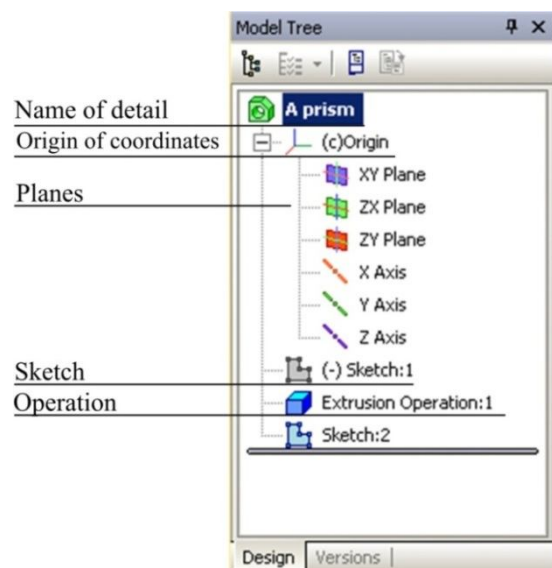 Model Tree
Name of detail
A prism
Origin of coordinates
(c)Origin
Planes
XY Plane
ZX Plane
ZY Plane
X Axis
Y Axis
Z Axis
Sketch
(-) Sketch:1
Operation
Extrusion Operation:1
Sketch:2
Design
Versions